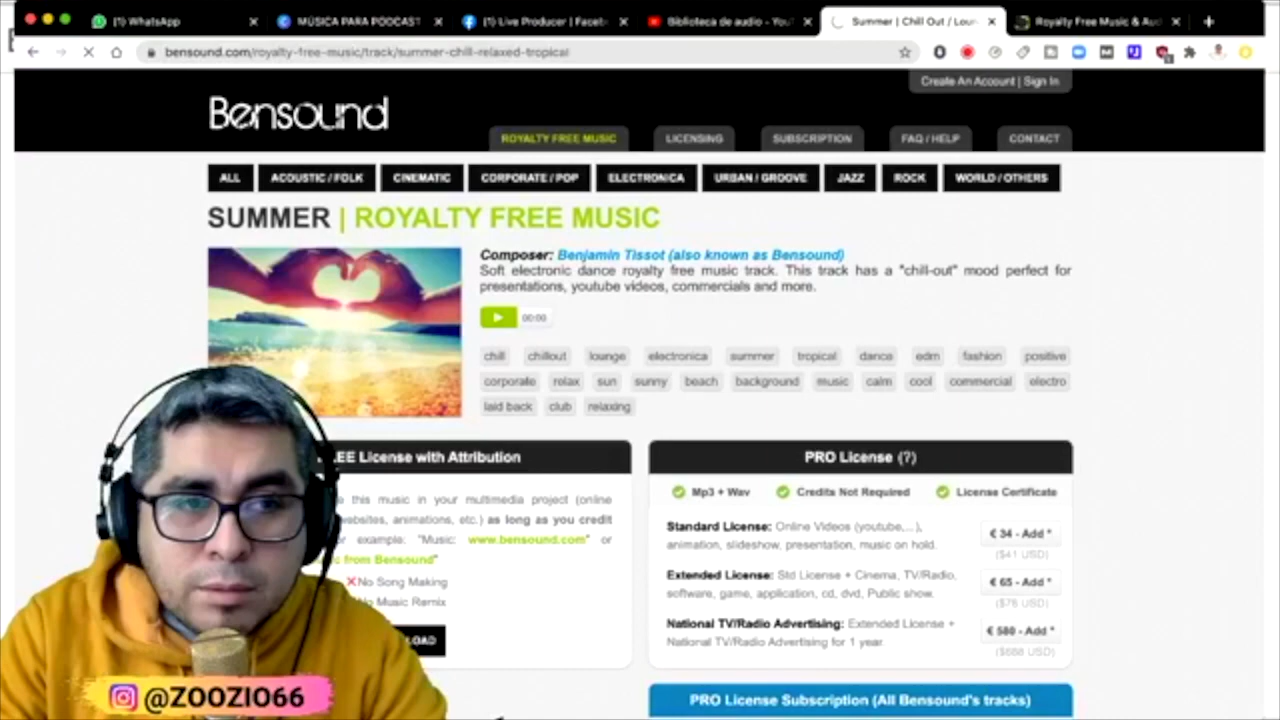 (1) WhatsApp
MÚSICA PARA PODCAST
(1) Live Producer | Faceb
Biblioteca de audio - You
Summer | Chill Out / Loun
Royalty Free Music & Aud
bensound.com/royalty-free-music/track/summer-chill-relaxed-tropical
Create An Account | Sign In
Bensound
ROYALTY FREE MUSIC
LICENSING
SUBSCRIPTION
FAQ / HELP
CONTACT
ALL
ACOUSTIC / FOLK
CINEMATIC
CORPORATE / POP
ELECTRONICA
URBAN / GROOVE
JAZZ
ROCK
WORLD / OTHERS
SUMMER | ROYALTY FREE MUSIC
Composer: Benjamin Tissot (also known as Bensound)
Soft electronic dance royalty free music track. This track has a "chill-out" mood perfect for
presentations, youtube videos, commercials and more.
00:00
chill chillout lounge electronica summer tropical dance edm fashion positive
corporate relax sun sunny beach background music calm cool commercial electro
laid back club relaxing
EE License with Attribution
this music in your multimedia project (online
websites, animations, etc.) as long as you credit
example: "Music: www.bensound.com" or
from Bensound"
No Song Making
No Music Remix
LOAD
PRO License (?)
Mp3 + Wav
Credits Not Required
License Certificate
Standard License: Online Videos (youtube,...),
animation, slideshow, presentation, music on hold.
€ 34 - Add *
($41 USD)
Extended License: Std License + Cinema, TV/Radio,
software, game, application, cd, dvd, Public show.
€ 65 - Add *
($78 USD)
National TV/Radio Advertising: Extended License +
National TV/Radio Advertising for 1 year.
€ 580 - Add *
PRO License Subscription (All Bensound's tracks)
@ZOOZIO66